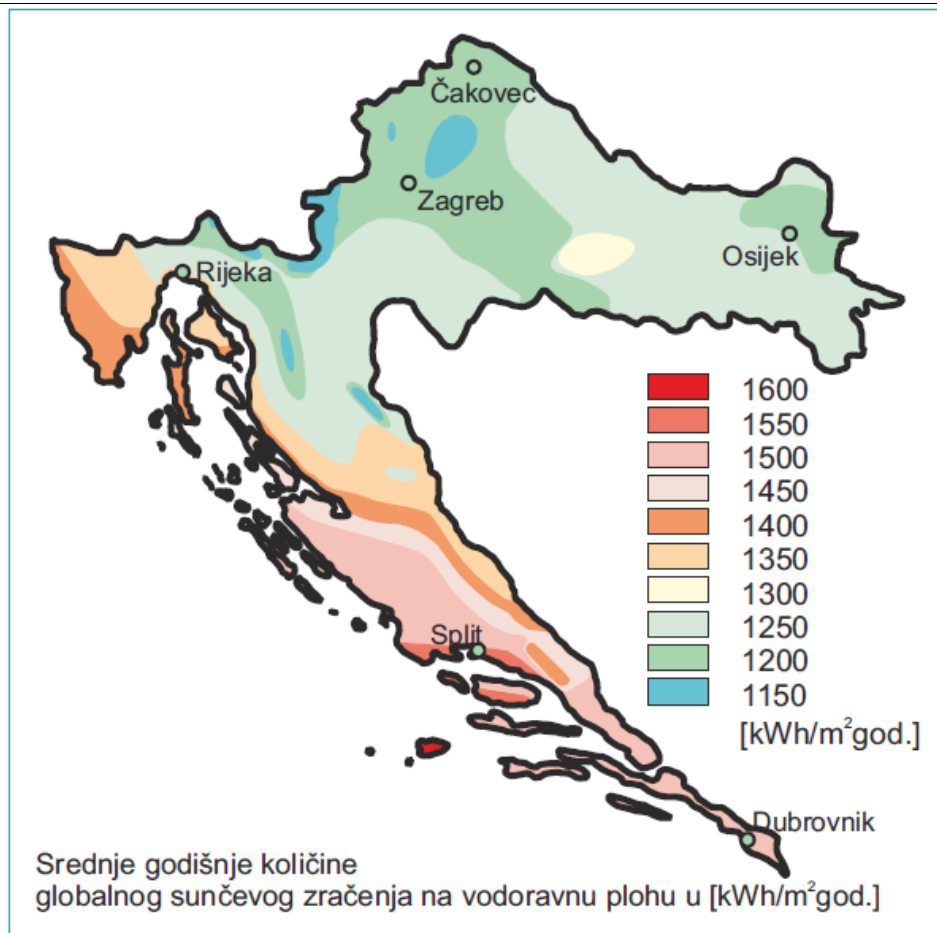 Čakovec
Zagreb
Osijek
Rijeka
1600
1550
1500
1450
1400
1350
1300
1250
1200
1150
[kWh/m²god.]
Split
Dubrovnik
Srednje godišnje količine
globalnog sunčevog zračenja na vodoravnu plohu u [kWh/m²god.]